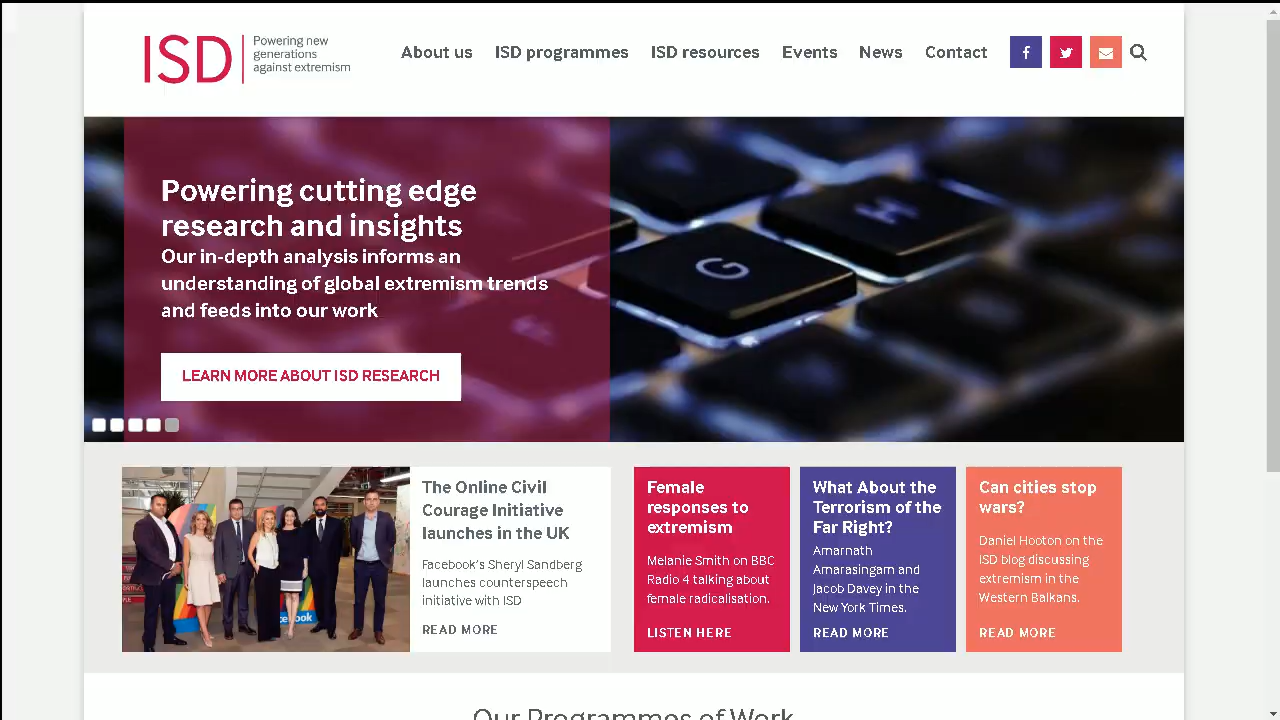 ISD
Powering new
generations
against extremism
About us
ISD programmes
ISD resources
Events
News
Contact
Powering cutting edge
research and insights
Our in-depth analysis informs an
understanding of global extremism trends
and feeds into our work
LEARN MORE ABOUT ISD RESEARCH
G
H
The Online Civil
Courage Initiative
launches in the UK
Facebook's Sheryl Sandberg
launches counterspeech
initiative with ISD
READ MORE
Female
responses to
extremism
Melanie Smith on BBC
Radio 4 talking about
female radicalisation.
LISTEN HERE
What About the
Terrorism of the
Far Right?
Amarnath
Amarasingam and
Jacob Davey in the
New York Times.
READ MORE
Can cities stop
wars?
Daniel Hooton on the
ISD blog discussing
extremism in the
Western Balkans.
READ MORE
Our Programmes of Work